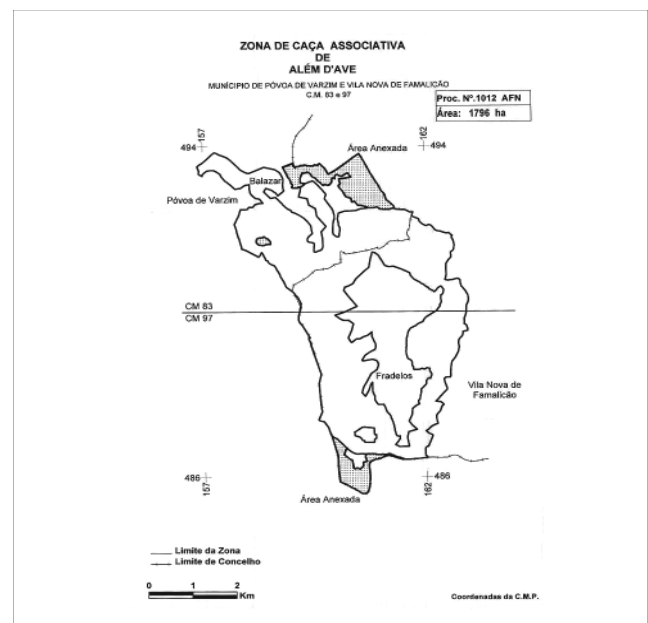 ZONA DE CAÇA ASSOCIATIVA
DE
ALÉM D'AVE
MUNICÍPIO DE PÓVOA DE VARZIM E VILA NOVA DE FAMALICÃO
C.M. 83 e 97
Proc. Nº.1012 AFN
Área: 1796 ha
157
162
494
494
Área Anexada
Balazar
Póvoa de Varzim
CM 83
CM 97
Fradelos
Vila Nova de
Famalicão
486
486
157
162
Área Anexada
Limite da Zona
Limite de Concelho
0 1 2
Km
Coordenadas da C.M.P.